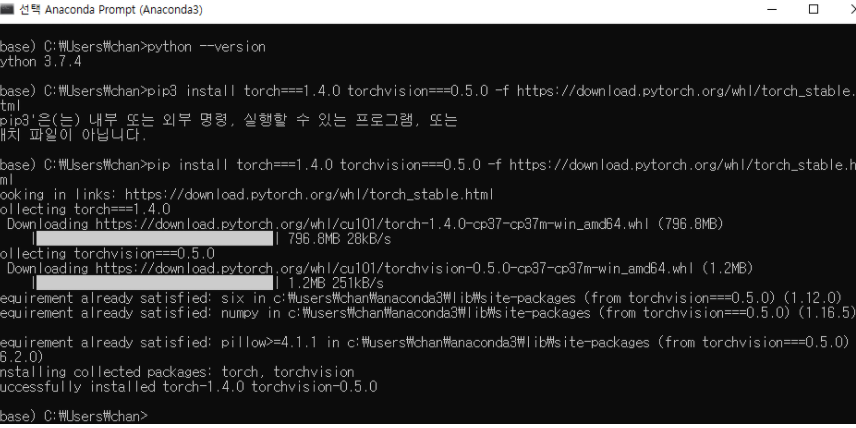 선택 Anaconda Prompt (Anaconda3)
base) C:₩Users₩chan>python --version
ython 3.7.4
base) C:₩Users₩chan>pip3 install torch===1.4.0 torchvision===0.5.0 -f https://download.pytorch.org/whl/torch_stable.
tml
pip3'은(는) 내부 또는 외부 명령, 실행할 수 있는 프로그램, 또는
배치 파일이 아닙니다.
base) C:₩Users₩chan>pip install torch===1.4.0 torchvision===0.5.0 -f https://download.pytorch.org/whl/torch_stable.h
ml
ooking in links: https://download.pytorch.org/whl/torch_stable.html
ollecting torch===1.4.0
Downloading https://download.pytorch.org/whl/cu101/torch-1.4.0-cp37-cp37m-win_amd64.whl (796.8MB)
| | 796.8MB 28kB/s
ollecting torchvision===0.5.0
Downloading https://download.pytorch.org/whl/cu101/torchvision-0.5.0-cp37-cp37m-win_amd64.whl (1.2MB)
| | 1.2MB 251kB/s
equirement already satisfied: six in c:₩users₩chan₩anaconda3₩lib₩site-packages (from torchvision===0.5.0) (1.12.0)
equirement already satisfied: numpy in c:₩users₩chan₩anaconda3₩lib₩site-packages (from torchvision===0.5.0) (1.16.5)
equirement already satisfied: pillow>=4.1.1 in c:₩users₩chan₩anaconda3₩lib₩site-packages (from torchvision===0.5.0)
6.2.0)
nstalling collected packages: torch, torchvision
uccessfully installed torch-1.4.0 torchvision-0.5.0
base) C:₩Users₩chan>